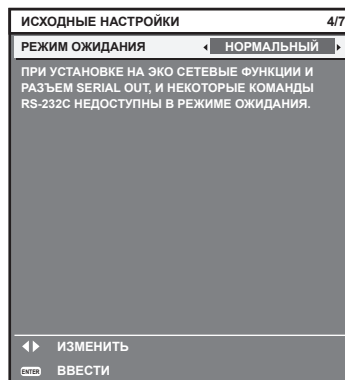 ИСХОДНЫЕ НАСТРОЙКИ 4/7
РЕЖИМ ОЖИДАНИЯ НОРМАЛЬНЫЙ
ПРИ УСТАНОВКЕ НА ЭКО СЕТЕВЫЕ ФУНКЦИИ И
РАЗЪЕМ SERIAL OUT, И НЕКОТОРЫЕ КОМАНДЫ
RS-232C НЕДОСТУПНЫ В РЕЖИМЕ ОЖИДАНИЯ.
ИЗМЕНИТЬ
ENTER ВВЕСТИ